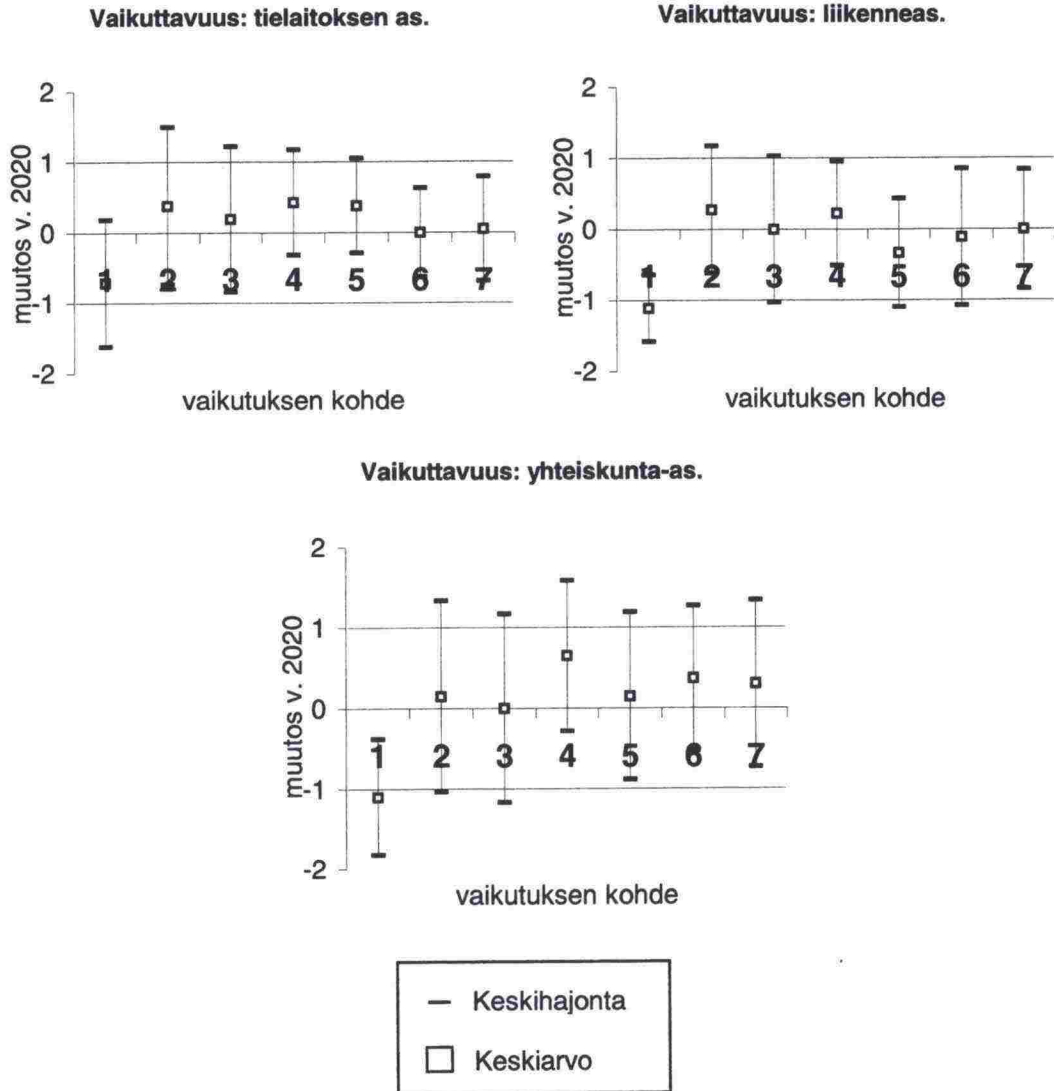 Vaikuttavuus: tielaitoksen as.
2
1
0
-1
-2
muutos v. 2020
1 2 3 4 5 6 7
vaikutuksen kohde
Vaikuttavuus: liikenneas.
2
1
0
-1
-2
muutos v. 2020
1 2 3 4 5 6 7
vaikutuksen kohde
Vaikuttavuus: yhteiskunta-as.
2
1
0
-1
-2
muutos v. 2020
1 2 3 4 5 6 7
vaikutuksen kohde
Keskihajonta
Keskiarvo